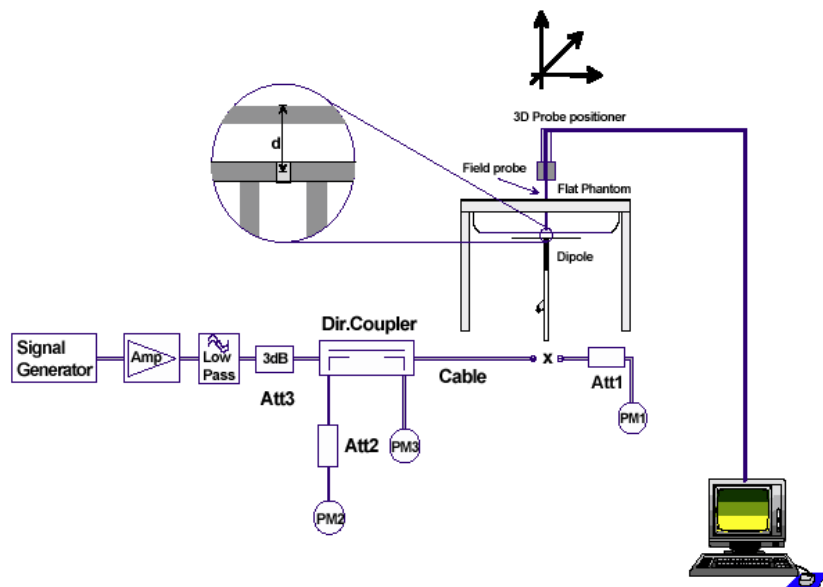 3D Probe positioner
d
Field probe
Flat Phantom
Dipole
Dir.Coupler
Signal
Generator
Amp
Low
Pass
3dB
Att3
Cable
x
Att1
PM1
Att2
PM3
PM2